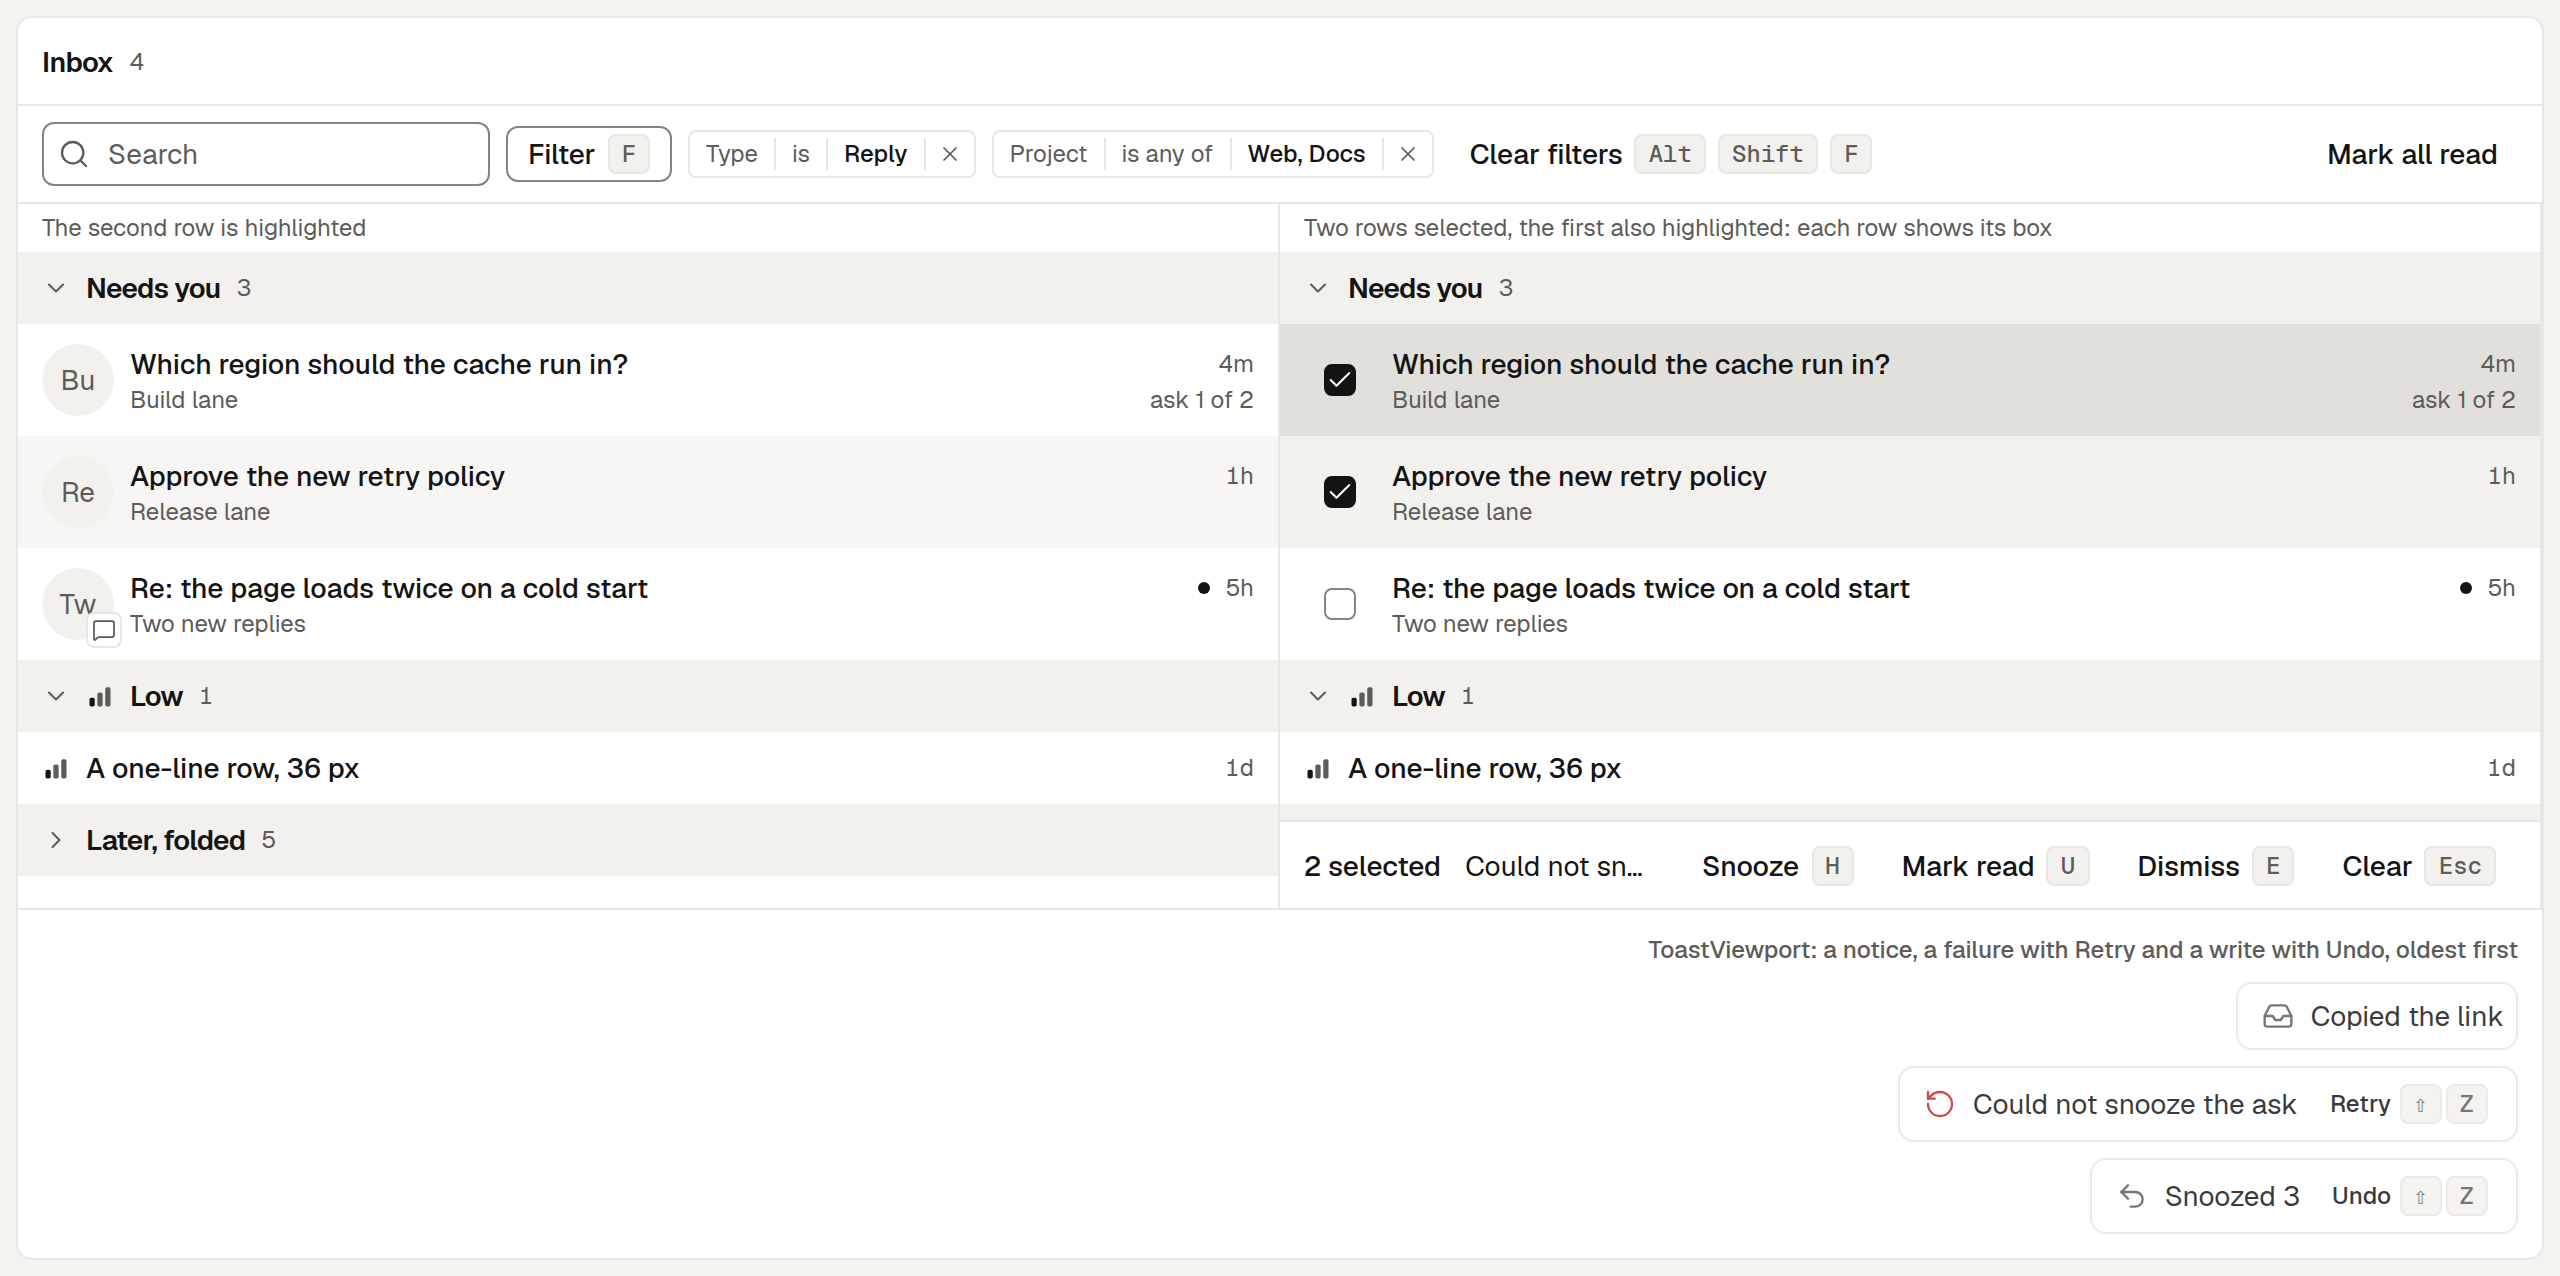 Inbox 4
Search Filter F Type is Reply Project is any of Web, Docs Clear filters Alt Shift F Mark all read
The second row is highlighted
Needs you 3
Bu Which region should the cache run in? 4m
Build lane ask 1 of 2
Re Approve the new retry policy 1h
Release lane
Tw Re: the page loads twice on a cold start 5h
Two new replies
Low 1
A one-line row, 36 px 1d
Later, folded 5
Two rows selected, the first also highlighted: each row shows its box
Needs you 3
Which region should the cache run in? 4m
Build lane ask 1 of 2
Approve the new retry policy 1h
Release lane
Re: the page loads twice on a cold start 5h
Two new replies
Low 1
A one-line row, 36 px 1d
2 selected Could not sn... Snooze H Mark read U Dismiss E Clear Esc
ToastViewport: a notice, a failure with Retry and a write with Undo, oldest first
Copied the link
Could not snooze the ask Retry ⇧ Z
Snoozed 3 Undo ⇧ Z